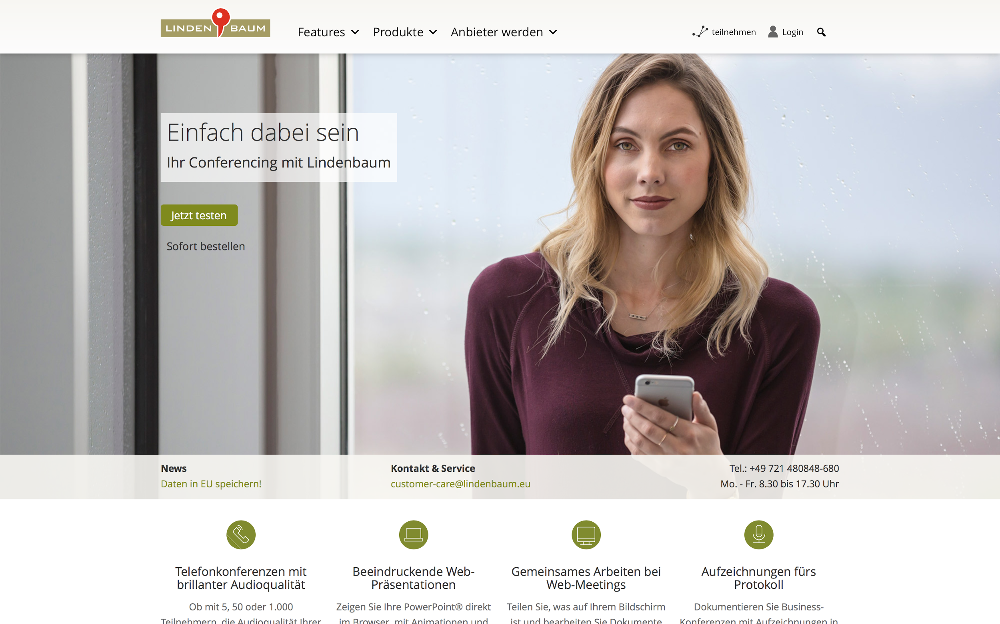 LINDENBAUM
Features
Produkte
Anbieter werden
teilnehmen
Login
Einfach dabei sein
Ihr Conferencing mit Lindenbaum
Jetzt testen
Sofort bestellen
News
Daten in EU speichern!
Kontakt & Service
customer-care@lindenbaum.eu
Tel.: +49 721 480848-680
Mo. - Fr. 8.30 bis 17.30 Uhr
Telefonkonferenzen mit
brillanter Audioqualität
Ob mit 5, 50 oder 1.000
Teilnehmern, die Audioqualität Ihrer
Beeindruckende Web-
Präsentationen
Zeigen Sie Ihre PowerPoint® direkt
im Browser, mit Animationen und
Gemeinsames Arbeiten bei
Web-Meetings
Teilen Sie, was auf Ihrem Bildschirm
ist und bearbeiten Sie Dokumente
Aufzeichnungen fürs
Protokoll
Dokumentieren Sie Business-
Konferenzen mit Aufzeichnungen in